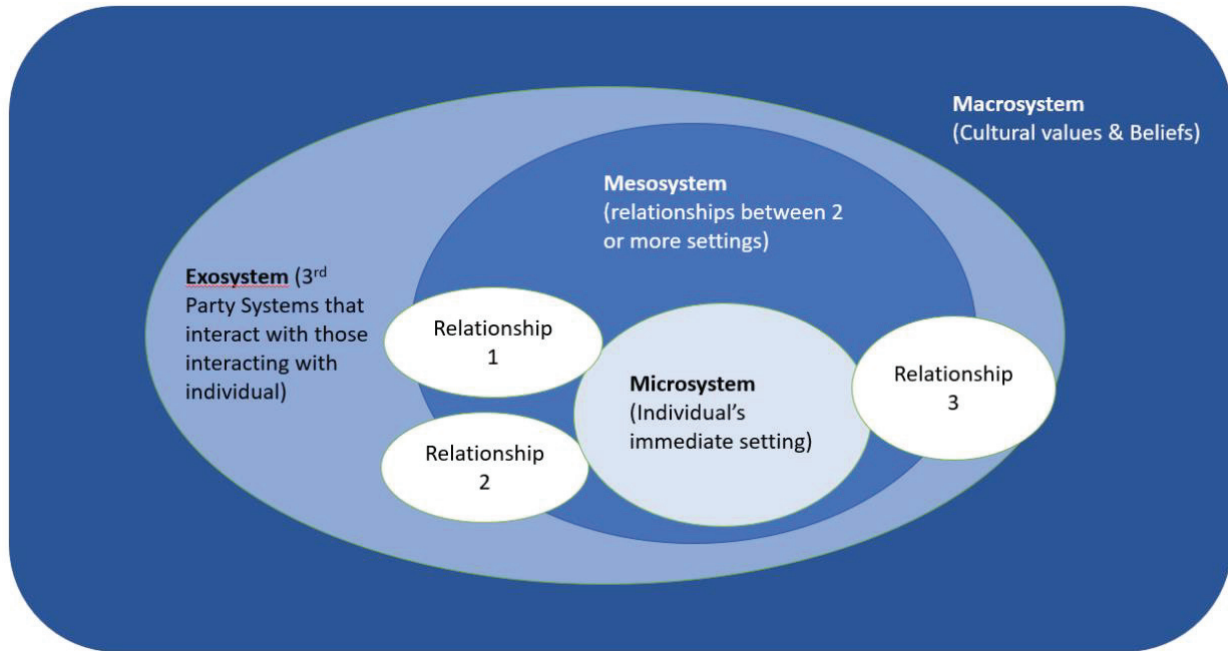 Macrosystem
(Cultural values & Beliefs)
Mesosystem
(relationships between 2
or more settings)
Exosystem (3rd
Party Systems that
interact with those
interacting with
individual)
Relationship
1
Relationship
2
Microsystem
(Individual's
immediate setting)
Relationship
3